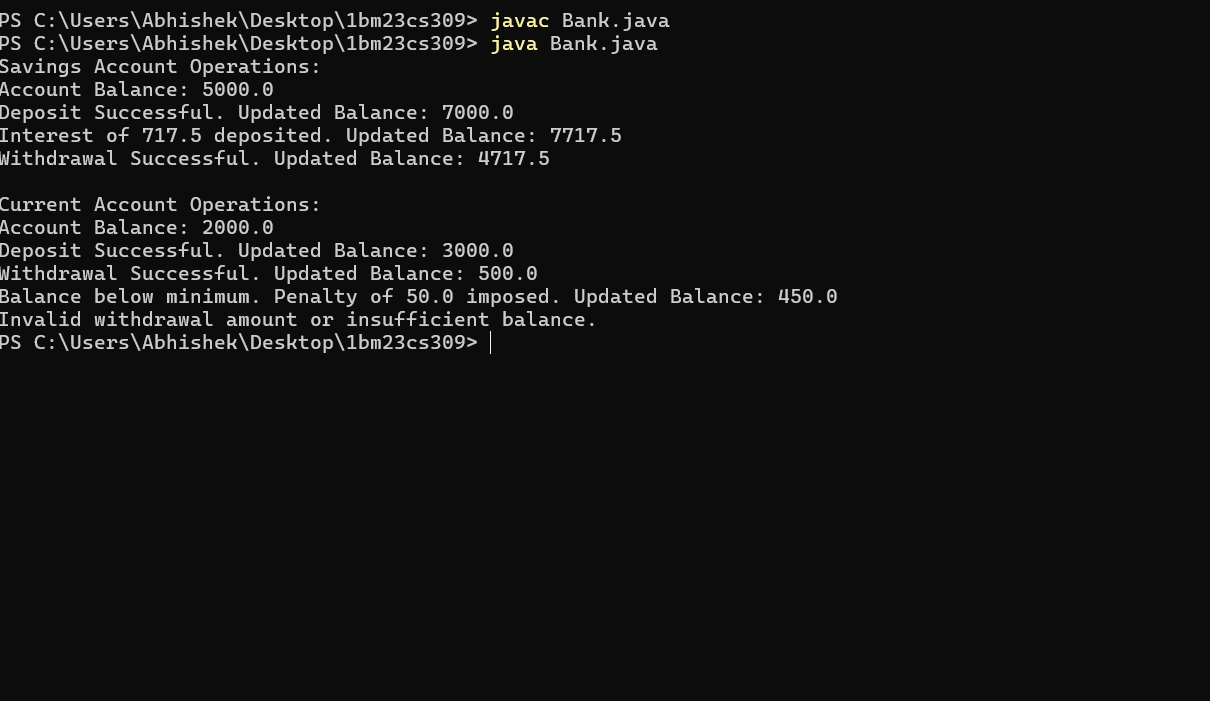 PS C:\Users\Abhishek\Desktop\1bm23cs309> javac Bank.java
PS C:\Users\Abhishek\Desktop\1bm23cs309> java Bank.java
Savings Account Operations:
Account Balance: 5000.0
Deposit Successful. Updated Balance: 7000.0
Interest of 717.5 deposited. Updated Balance: 7717.5
Withdrawal Successful. Updated Balance: 4717.5

Current Account Operations:
Account Balance: 2000.0
Deposit Successful. Updated Balance: 3000.0
Withdrawal Successful. Updated Balance: 500.0
Balance below minimum. Penalty of 50.0 imposed. Updated Balance: 450.0
Invalid withdrawal amount or insufficient balance.
PS C:\Users\Abhishek\Desktop\1bm23cs309>